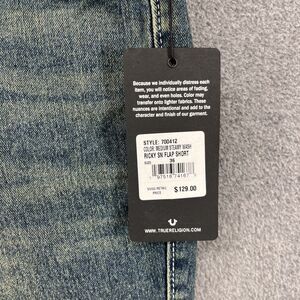 Because we individually distress each
item, you will notice areas of fading,
wear, and even holes. Color may
transfer onto lighter fabrics. These
nuances are intentional and add to the
character and finish of our garment.
STYLE: 700412
COLOR: MEDIUM STEAMY WASH
RICKY SN FLAP SHORT
SIZE 36
PRICE $129.00
WWW.TRUERELIGION.COM